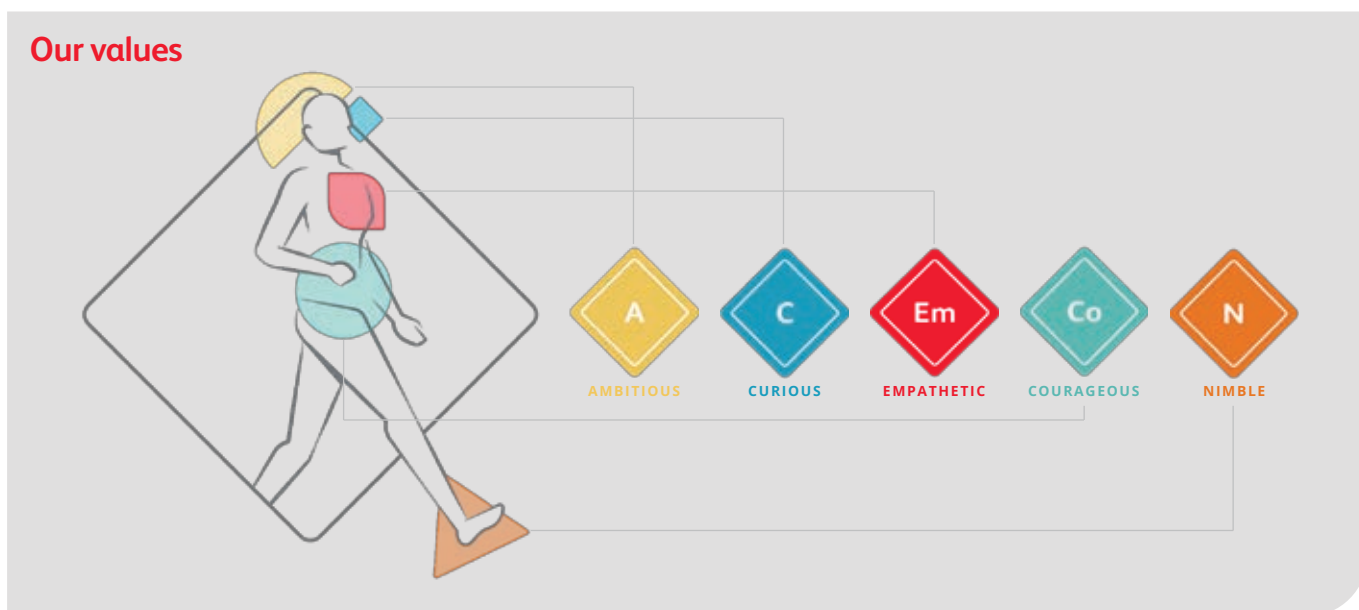 Our values
A
C
Em
Co
N
AMBITIOUS
CURIOUS
EMPATHETIC
COURAGEOUS
NIMBLE